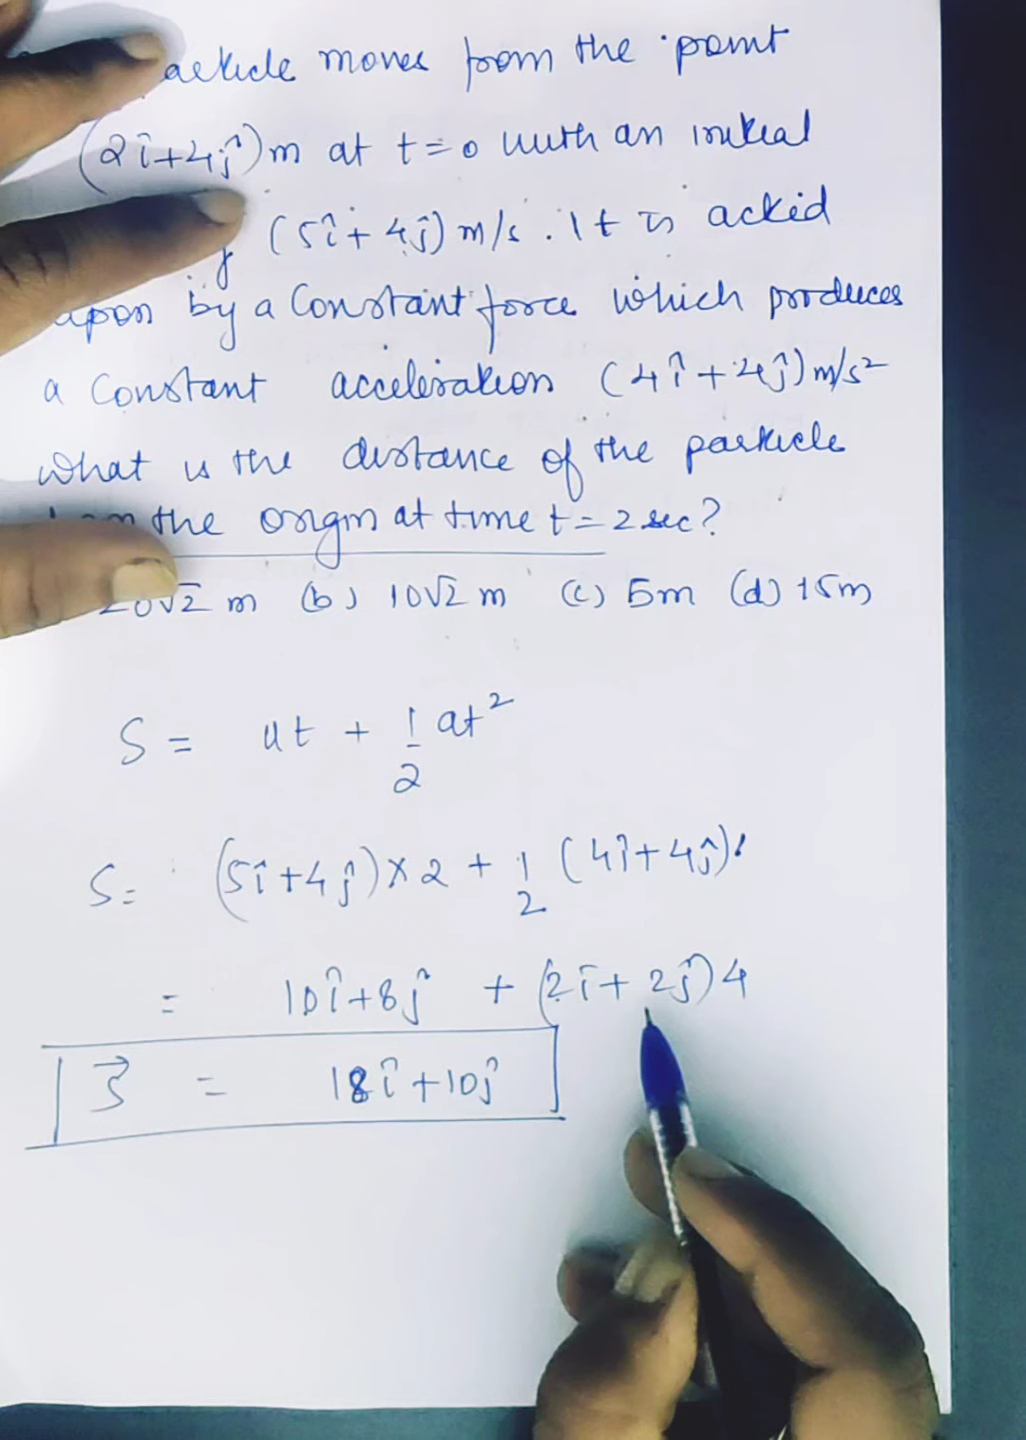 moves from the point
(2î+4ĵ)m at t=0 with an initial
(5î+4ĵ) m/s. It is acted
upon by a Constant force which produces
a Constant acceleration (4î+4ĵ)m/s²
what is the distance of the particle
the origin at time t=2 sec?
20√2 m (b) 10√2 m (c) 5m (d) 15m
S = ut + 1/2 at²
S= (5î+4ĵ)×2 + 1/2 (4î+4ĵ)
= 10î+8ĵ + (2î+2ĵ)4
S⃗ = 18î+10ĵ